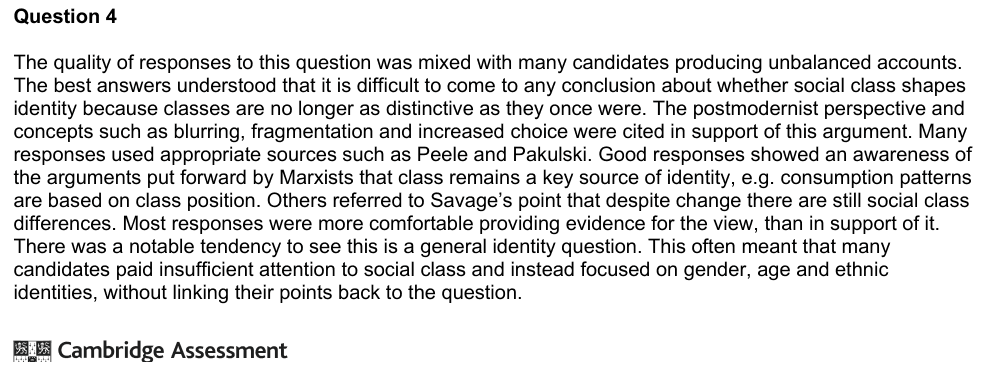 Question 4
The quality of responses to this question was mixed with many candidates producing unbalanced accounts.
The best answers understood that it is difficult to come to any conclusion about whether social class shapes
identity because classes are no longer as distinctive as they once were. The postmodernist perspective and
concepts such as blurring, fragmentation and increased choice were cited in support of this argument. Many
responses used appropriate sources such as Peele and Pakulski. Good responses showed an awareness of
the arguments put forward by Marxists that class remains a key source of identity, e.g. consumption patterns
are based on class position. Others referred to Savage’s point that despite change there are still social class
differences. Most responses were more comfortable providing evidence for the view, than in support of it.
There was a notable tendency to see this is a general identity question. This often meant that many
candidates paid insufficient attention to social class and instead focused on gender, age and ethnic
identities, without linking their points back to the question.
Cambridge Assessment